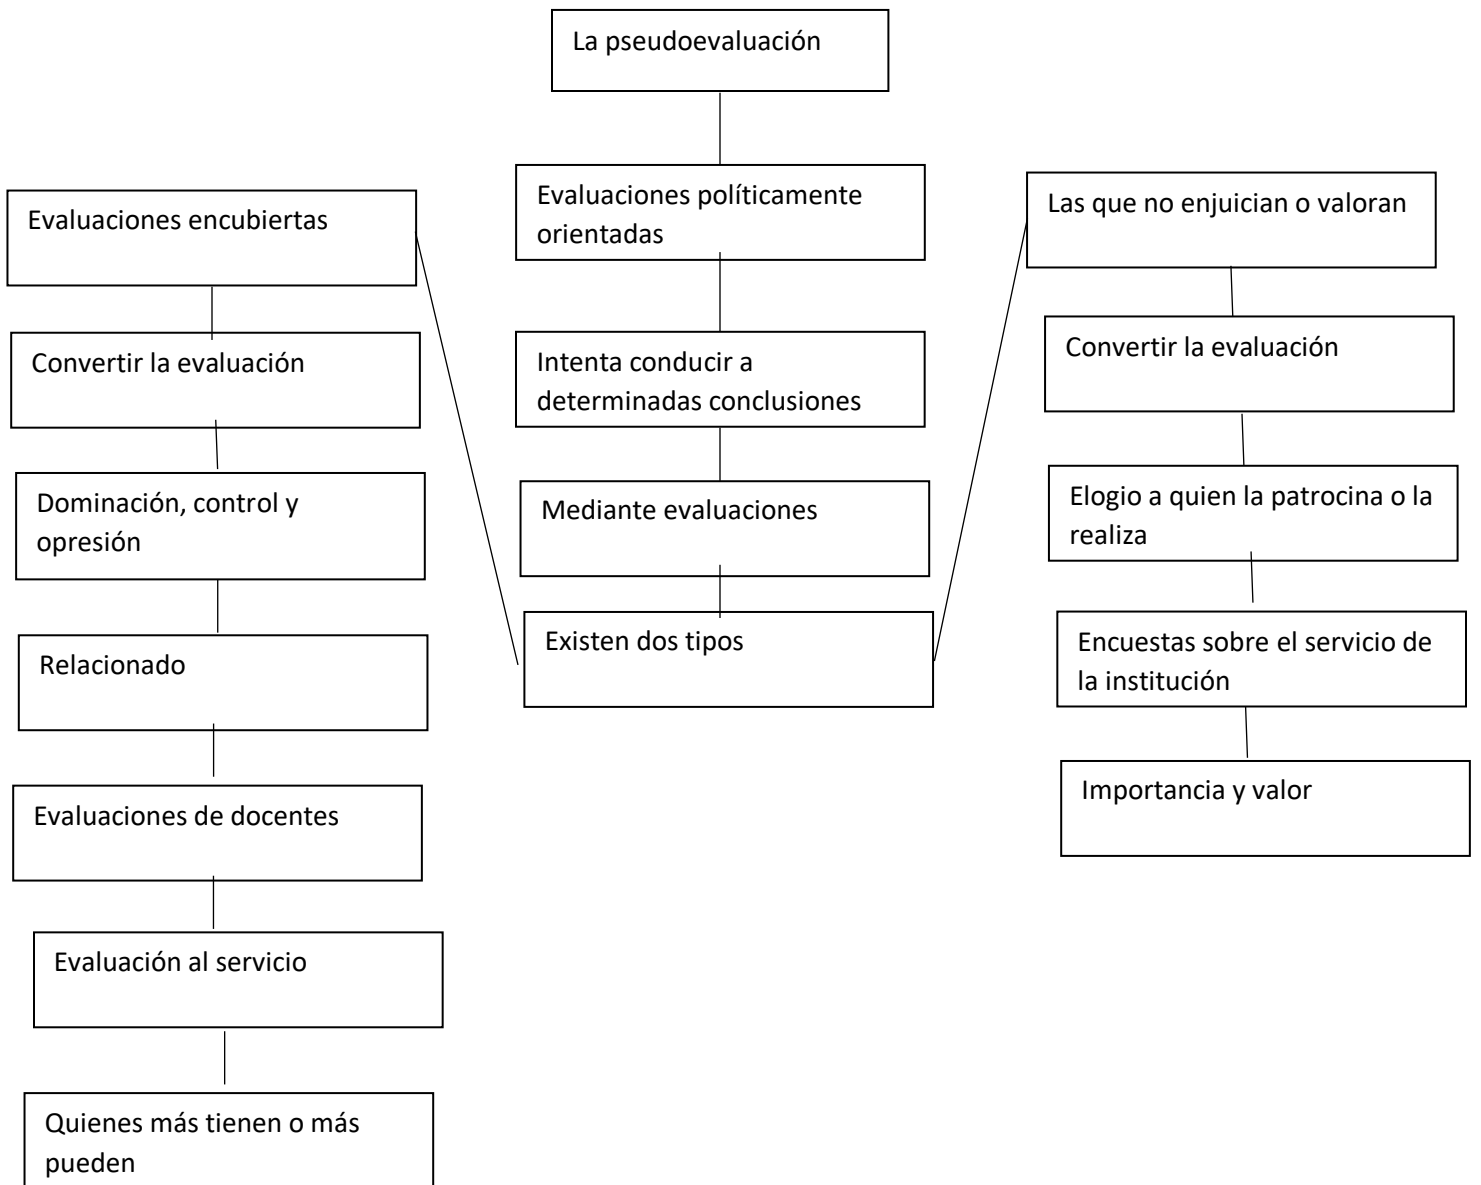 La pseudoevaluación
Evaluaciones políticamente
orientadas
Intenta conducir a
determinadas conclusiones
Mediante evaluaciones
Existen dos tipos
Evaluaciones encubiertas
Convertir la evaluación
Dominación, control y
opresión
Relacionado
Evaluaciones de docentes
Evaluación al servicio
Quienes más tienen o más
pueden
Las que no enjuician o valoran
Convertir la evaluación
Elogio a quien la patrocina o la
realiza
Encuestas sobre el servicio de
la institución
Importancia y valor